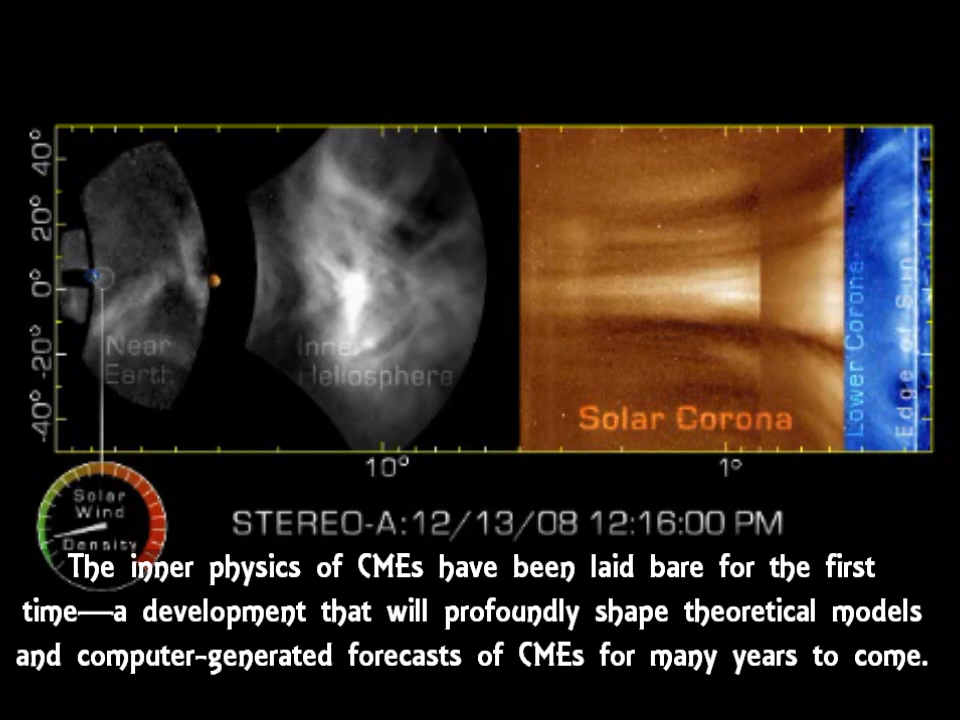 40°
20°
0°
-20°
-40°
Near
Earth
Inner
Heliosphere
Solar Corona
Lower Corona
Edge of Sun
10°
1°
Solar
Wind
Density
STEREO-A:12/13/08 12:16:00 PM
The inner physics of CMEs have been laid bare for the first
time—a development that will profoundly shape theoretical models
and computer-generated forecasts of CMEs for many years to come.